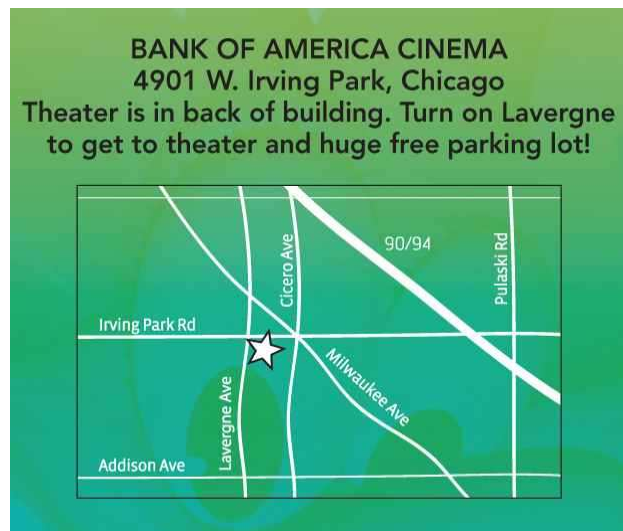 BANK OF AMERICA CINEMA
4901 W. Irving Park, Chicago
Theater is in back of building. Turn on Lavergne
to get to theater and huge free parking lot!
90/94
Cicero Ave
Pulaski Rd
Irving Park Rd
Milwaukee Ave
Lavergne Ave
Addison Ave